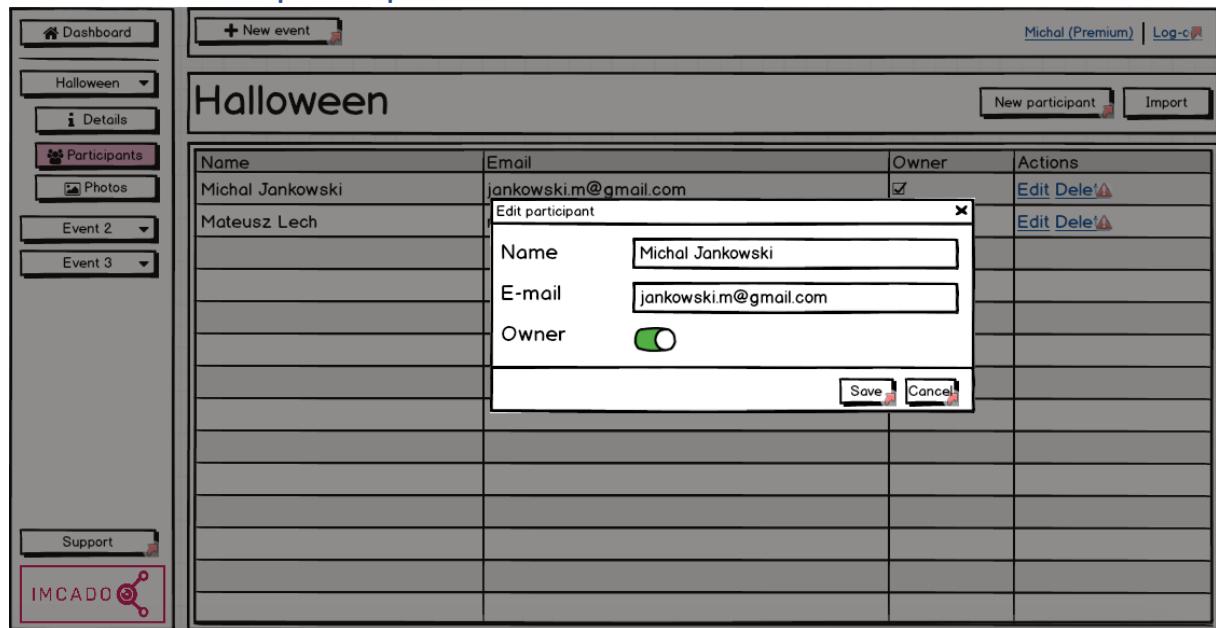 Dashboard
+ New event
Michal (Premium)
Halloween
Halloween
New participant
Import
i Details
Participants
Photos
Event 2
Event 3
Name Email Owner Actions
Michal Jankowski jankowski.m@gmail.com Edit
Mateusz Lech Edit
Edit participant
Name Michal Jankowski
E-mail jankowski.m@gmail.com
Owner
Save Cancel
Support
IMCADO